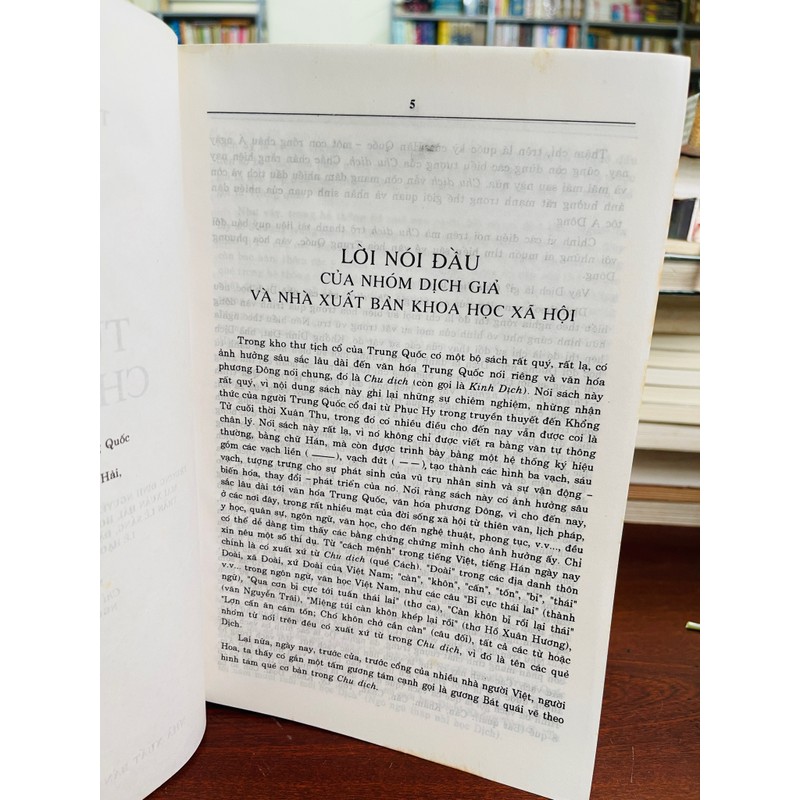 5
LỜI NÓI ĐẦU
CỦA NHÓM DỊCH GIẢ
VÀ NHÀ XUẤT BẢN KHOA HỌC XÃ HỘI
Trong kho thư tịch cổ của Trung Quốc có một bộ sách rất quý, rất lạ, có
ảnh hưởng sâu sắc lâu dài đến văn hóa Trung Quốc nói riêng và văn hóa
phương Đông nói chung, đó là Chu dịch (còn gọi là Kinh Dịch). Nói sách này
rất quý, vì nội dung sách này ghi lại những sự chiêm nghiệm, những nhận
thức của người Trung Quốc cổ đại từ Phục Hy trong truyền thuyết đến Khổng
Tử cuối thời Xuân Thu, trong đó có nhiều điều cho đến nay vẫn được coi là
chân lý. Nói sách này rất lạ, vì nó không chỉ được viết ra bằng văn tự thông
thường, bằng chữ Hán, mà còn được trình bày bằng một hệ thống ký hiệu
gồm các vạch liền (——), vạch đứt (– –), tạo thành các hình ba vạch, sáu
vạch, tượng trưng cho sự phát sinh của vũ trụ nhân sinh và sự vận động –
biến hóa, thay đổi – phát triển của nó. Nói rằng sách này có ảnh hưởng sâu
sắc lâu dài tới văn hóa Trung Quốc, văn hóa phương Đông, vì cho đến nay,
ở các nơi đây, trong rất nhiều mặt của đời sống xã hội từ thiên văn, lịch pháp,
y học, quân sự, ngôn ngữ, văn học, cho đến nghệ thuật, phong tục, v.v..., đều
có thể dễ dàng tìm thấy các bằng chứng chứng minh cho ảnh hưởng ấy. Chỉ
xin nêu một số thí dụ. Từ "cách mệnh" trong tiếng Việt, tiếng Hán ngày nay
chính là có xuất xứ từ Chu dịch (quẻ Cách). "Đoài" trong các địa danh thôn
Đoài, xã Đoài, xứ Đoài của Việt Nam; "càn", "khôn", "cấn", "tốn", "bĩ", "thái"
v.v... trong ngôn ngữ, văn học Việt Nam, như các câu "Bĩ cực thái lai" (thành
ngữ), "Qua cơn bĩ cực tới tuần thái lai" (thơ ca), "Càn khôn bĩ rồi lại thái"
(văn Nguyễn Trãi), "Miệng túi càn khôn khép lại rồi" (thơ Hồ Xuân Hương),
"Lợn cấn ăn cám tốn; Chó khôn chớ cắn càn" (câu đối), tất cả các từ hoặc
nhóm từ nói trên đều có xuất xứ từ trong Chu dịch, vì đó là tên các quẻ
Dịch.
Lại nữa, ngày nay, trước cửa, trước cổng của nhiều nhà người Việt, người
Hoa, ta thấy có gắn một tấm gương tám cạnh gọi là gương Bát quái vẽ theo
hình tám quẻ cơ bản trong Chu dịch.
T
CH
Quốc
Hải,